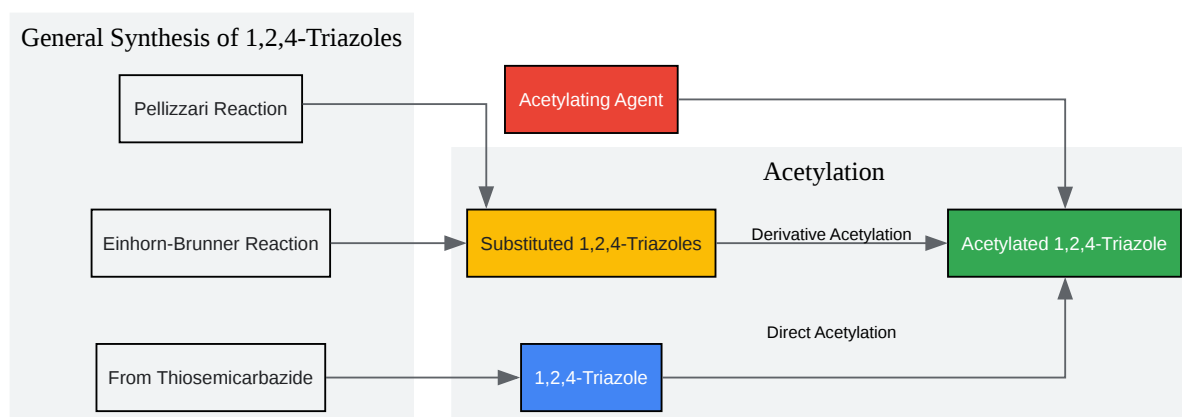 General Synthesis of 1,2,4-Triazoles
Pellizzari Reaction
Acetylating Agent
Acetylation
Einhorn-Brunner Reaction
Substituted 1,2,4-Triazoles
Derivative Acetylation
Acetylated 1,2,4-Triazole
Direct Acetylation
From Thiosemicarbazide
1,2,4-Triazole